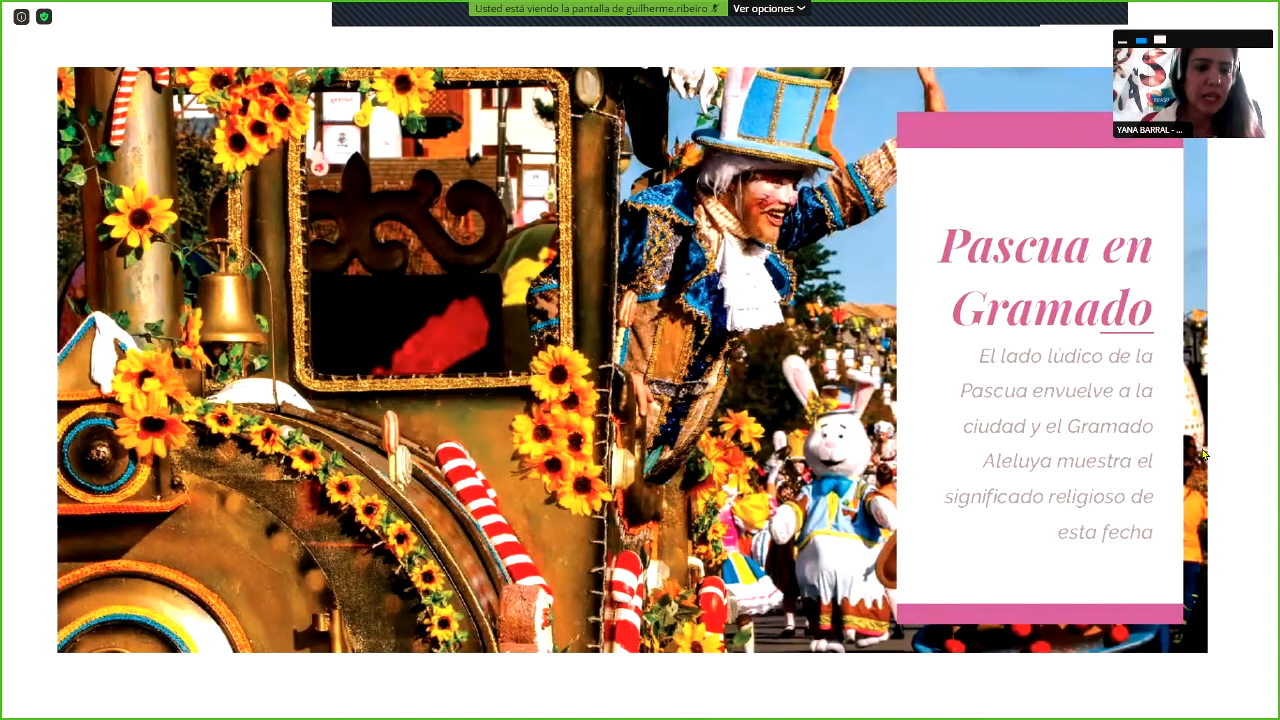 Usted está viendo la pantalla de guilherme.ribeiro
Ver opciones
BRASIL
YANA BARRAL - ...
Pascua en
Gramado
El lado lúdico de la
Pascua envuelve a la
ciudad y el Gramado
Aleluya muestra el
significado religioso de
esta fecha